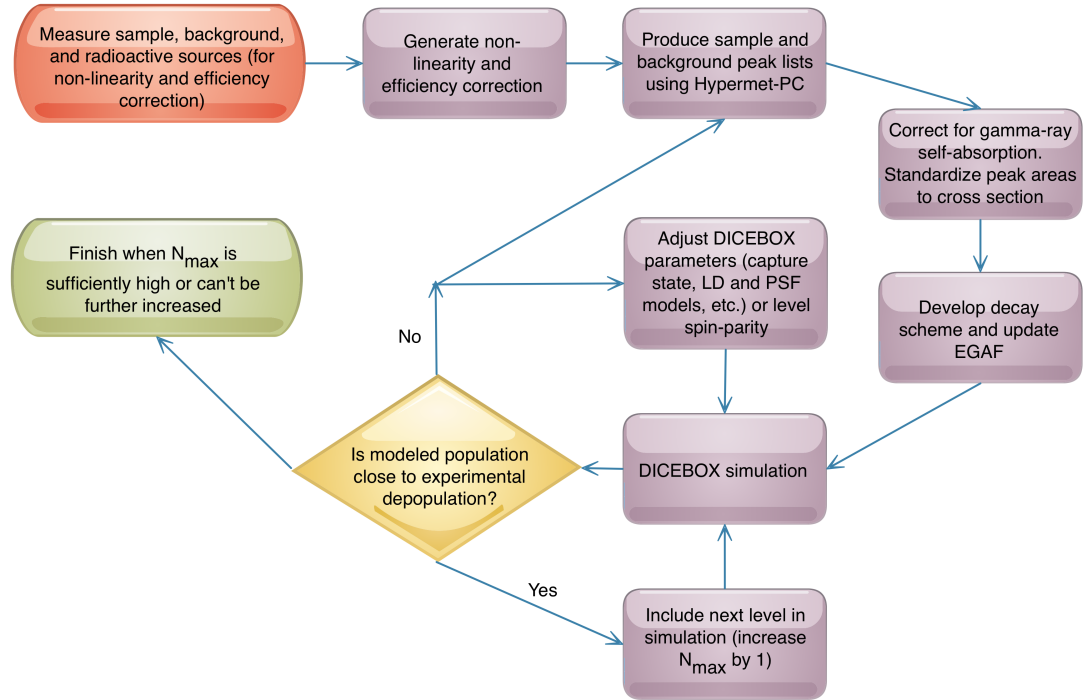 Measure sample, background,
and radioactive sources (for
non-linearity and efficiency
correction)
Generate non-
linearity and
efficiency correction
Produce sample and
background peak lists
using Hypermet-PC
Correct for gamma-ray
self-absorption.
Standardize peak areas
to cross section
Finish when Nmax is
sufficiently high or can't be
further increased
Adjust DICEBOX
parameters (capture
state, LD and PSF
models, etc.) or level
spin-parity
Develop decay
scheme and update
EGAF
No
Is modeled population
close to experimental
depopulation?
DICEBOX simulation
Yes
Include next level in
simulation (increase
Nmax by 1)